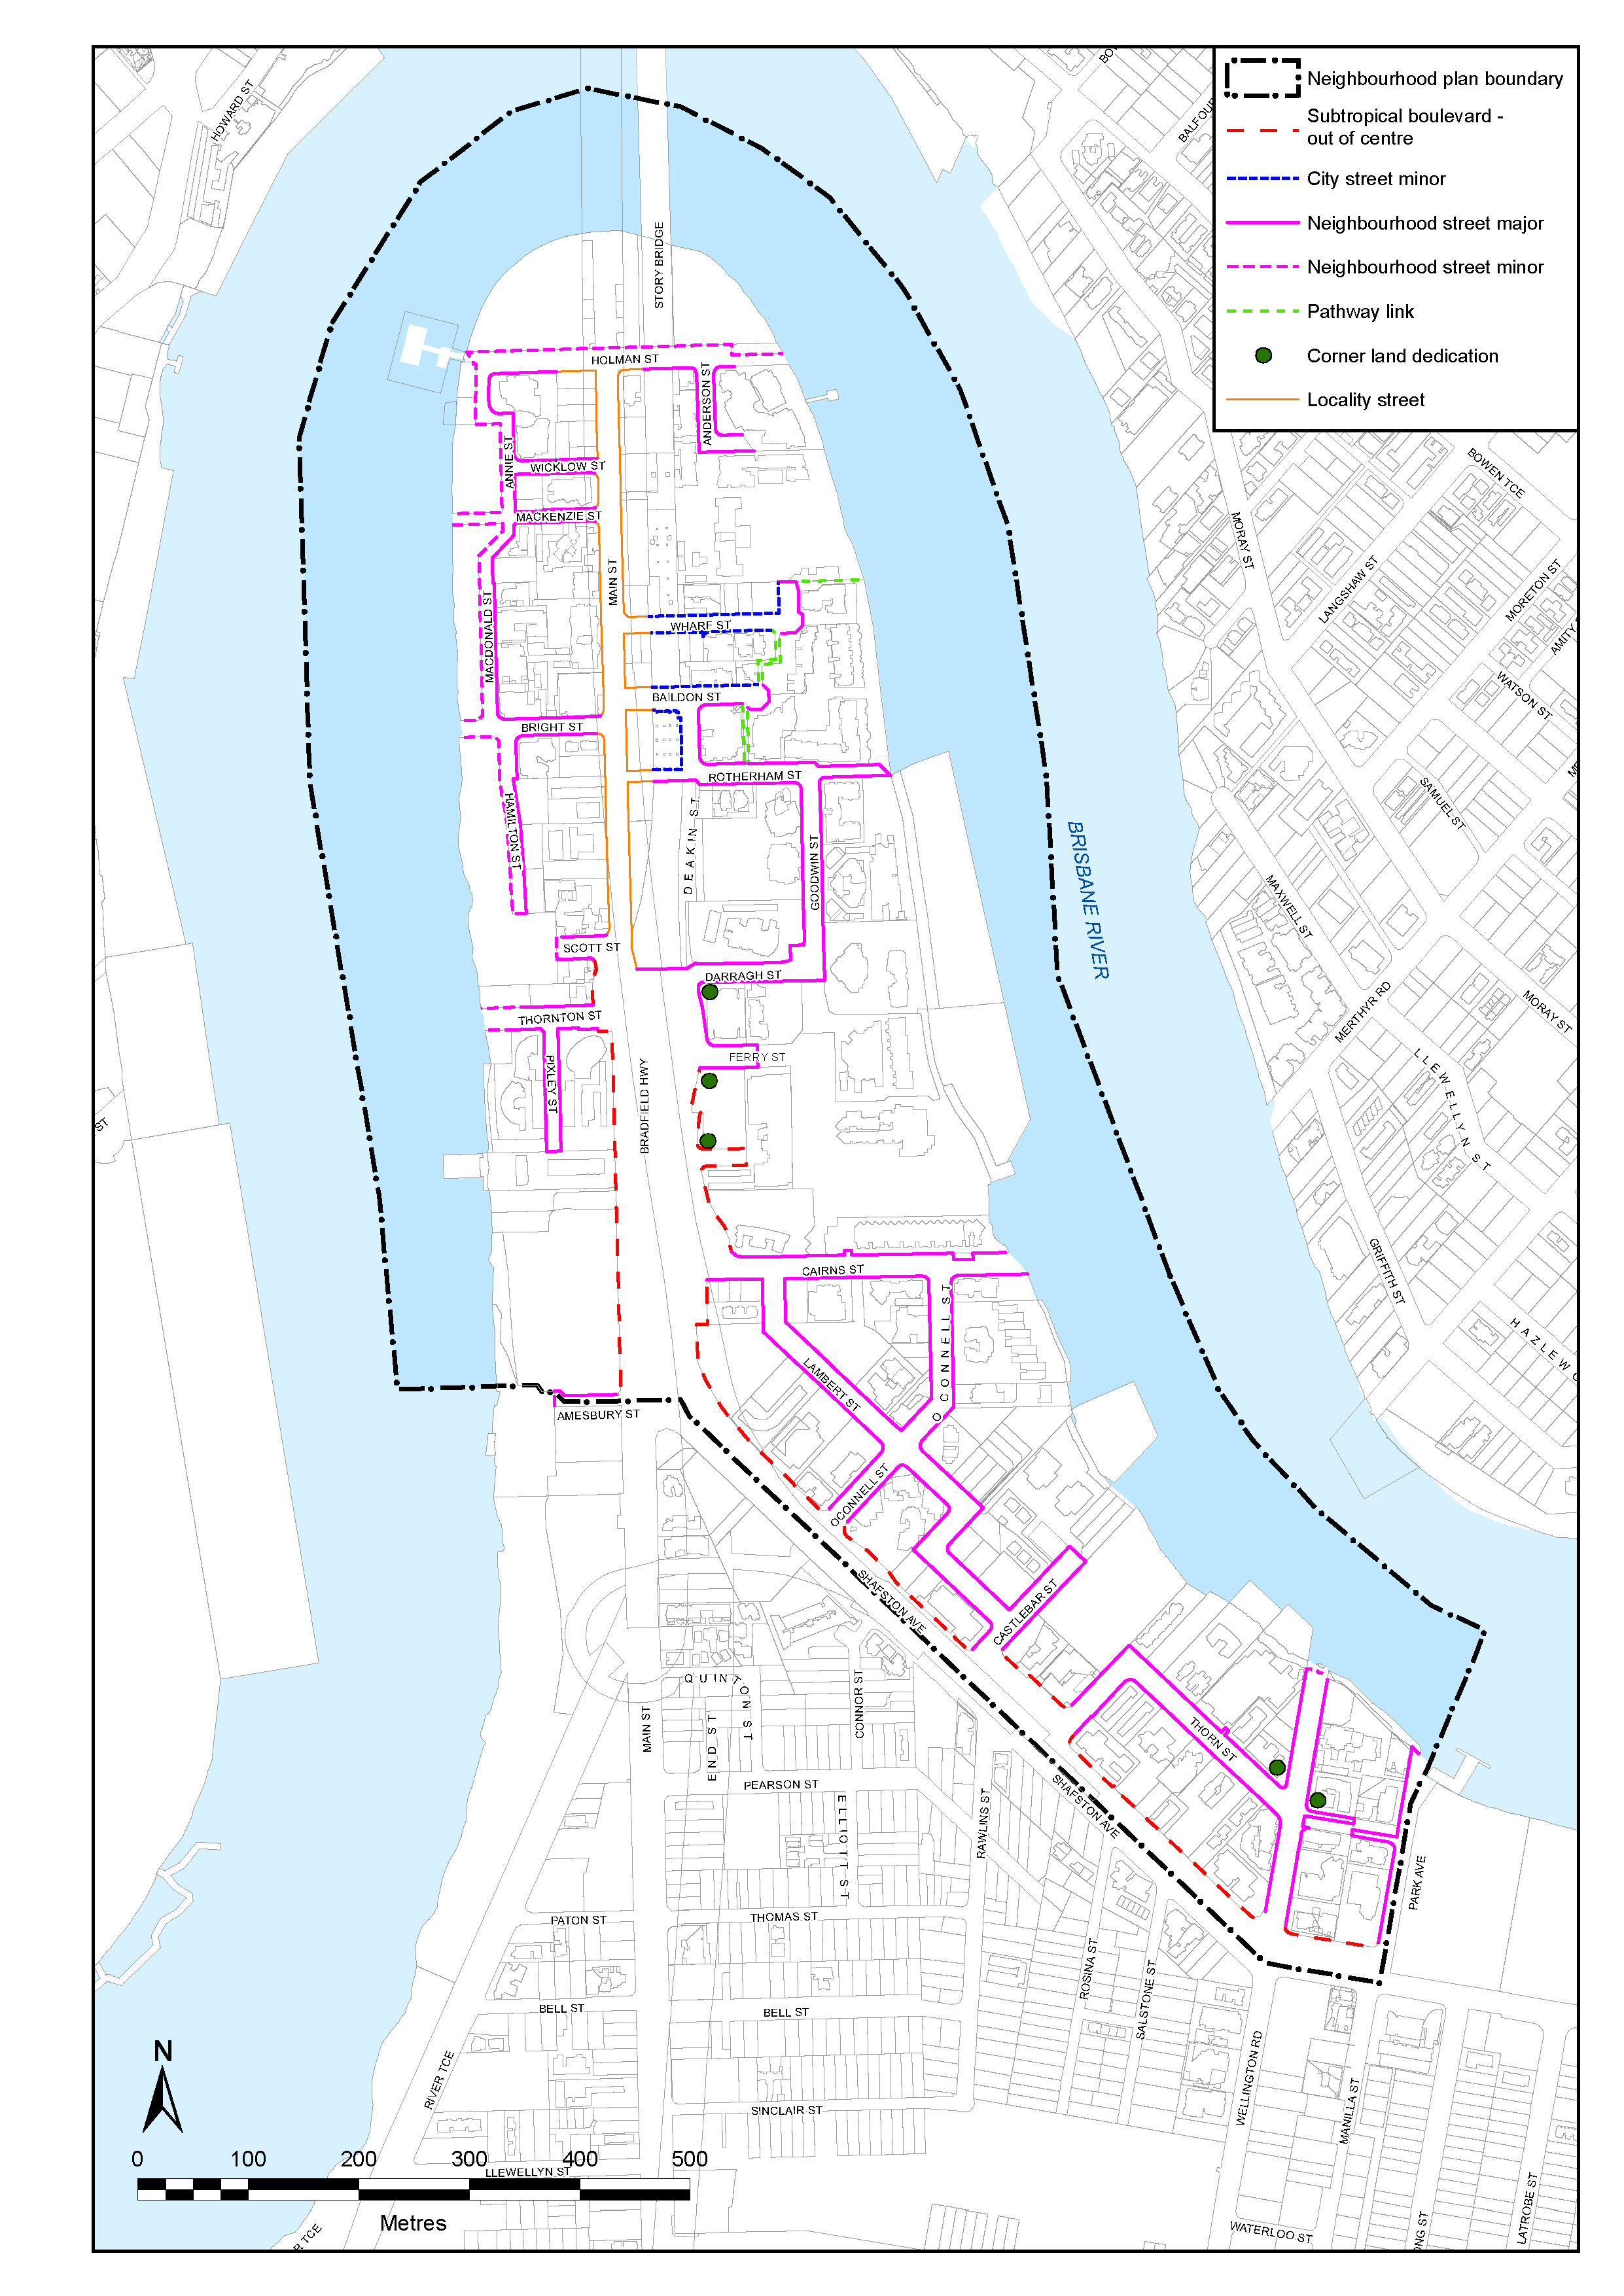 Neighbourhood plan boundary
Subtropical boulevard -
out of centre
City street minor
Neighbourhood street major
Neighbourhood street minor
Pathway link
Corner land dedication
Locality street
HOWARD ST
STORY BRIDGE
HOLMAN ST
ANDERSON ST
ANNIE ST
WICKLOW ST
MACKENZIE ST
MAIN ST
MACDONALD ST
WHARF ST
BAILDON ST
BRIGHT ST
ROTHERHAM ST
HAMILTON ST
DEAKIN ST
GOODWIN ST
SCOTT ST
DARRAGH ST
THORNTON ST
FERRY ST
PIXLEY ST
BRADFIELD HWY
CAIRNS ST
O CONNELL ST
LAMBERT ST
AMESBURY ST
OCONNELL ST
SHAFSTON AVE
CASTLEBAR ST
THORN ST
SHAFSTON AVE
PARK AVE
BRISBANE RIVER
BOWEN TCE
MORAY ST
LANGSHAW ST
MORETON ST
WATSON ST
SAMUEL ST
MAXWELL ST
MERTHYR RD
MORAY ST
LLEWELLYN ST
GRIFFITH ST
QUINTON ST
MAIN ST
END ST
CONNOR ST
PEARSON ST
ELLIOTT ST
RAWLINS ST
PATON ST
THOMAS ST
ROSINA ST
SALSTONE ST
BELL ST
BELL ST
RIVER TCE
WELLINGTON RD
MANILLA ST
SINCLAIR ST
LLEWELLYN ST
WATERLOO ST
LATROBE ST
N
0 100 200 300 400 500
Metres